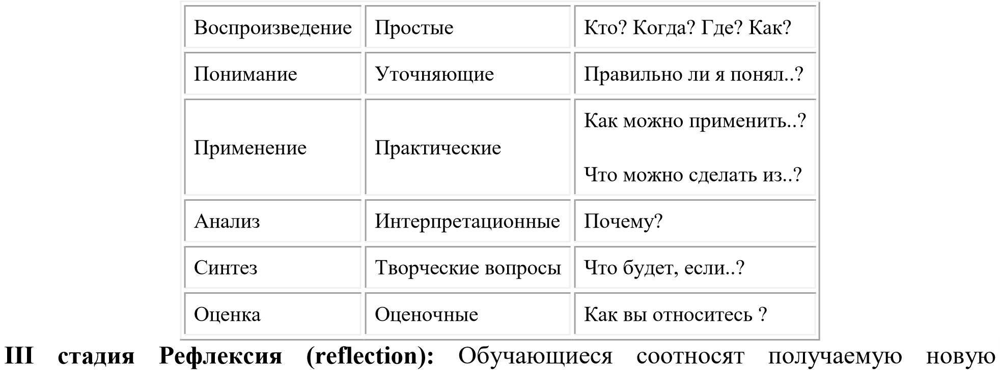 Воспроизведение Простые Кто? Когда? Где? Как?
Понимание Уточняющие Правильно ли я понял..?
Как можно применить..?
Применение Практические
Что можно сделать из..?
Анализ Интерпретационные Почему?
Синтез Творческие вопросы Что будет, если..?
Оценка Оценочные Как вы относитесь ?
III стадия Рефлексия (reflection): Обучающиеся соотносят получаемую новую